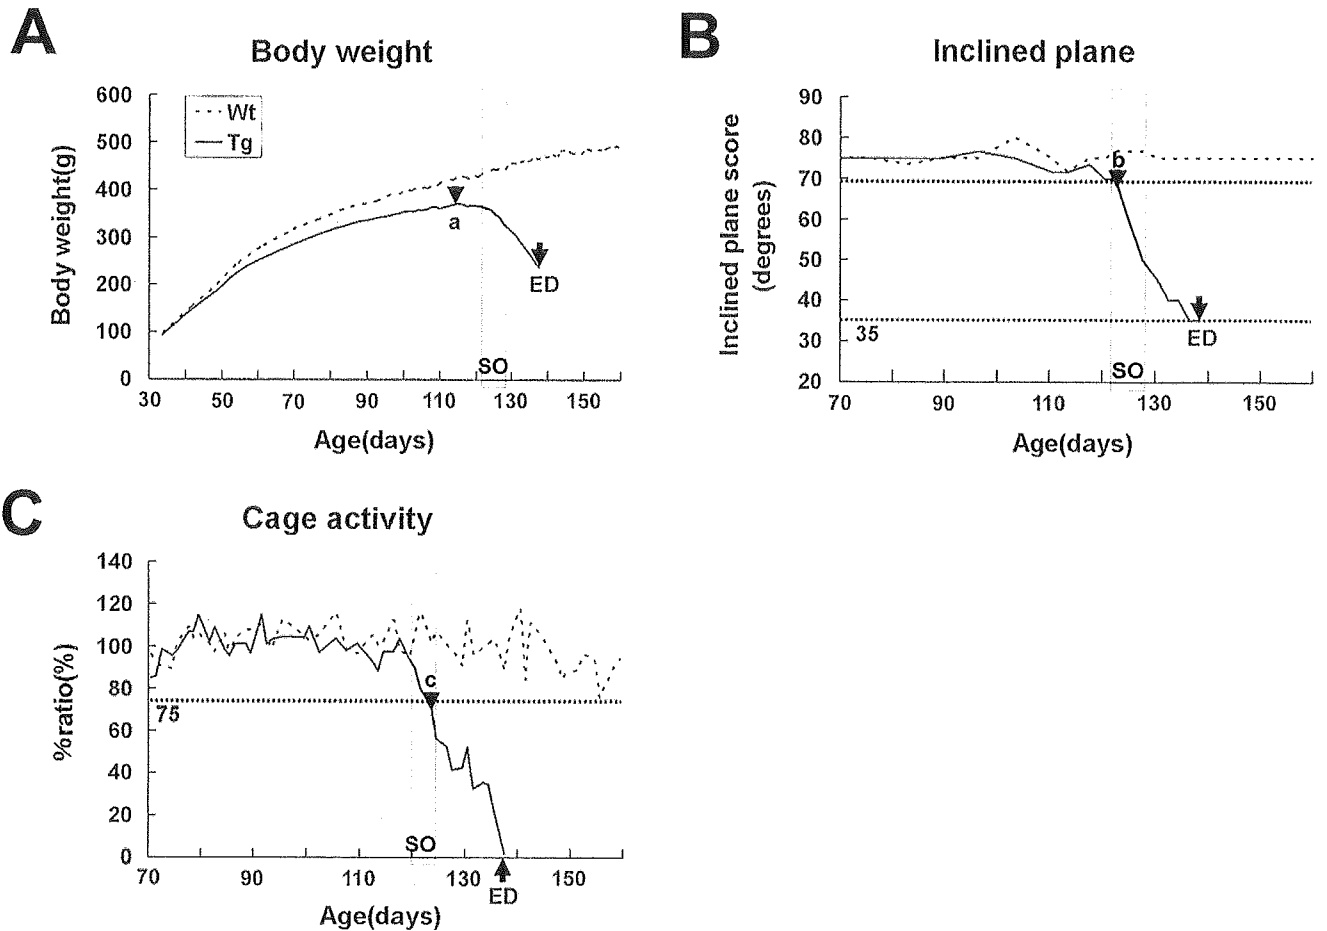 A
Body weight
Body weight(g)
600
500
400
300
200
100
0
Wt
Tg
a
ED
SO
30 50 70 90 110 130 150
Age(days)
B
Inclined plane
Inclined plane score
(degrees)
90
80
70
60
50
40
30
20
b
35
ED
SO
70 90 110 130 150
Age(days)
C
Cage activity
%ratio(%)
140
120
100
80
60
40
20
0
c
75
SO
70 90 110 130 150
ED
Age(days)